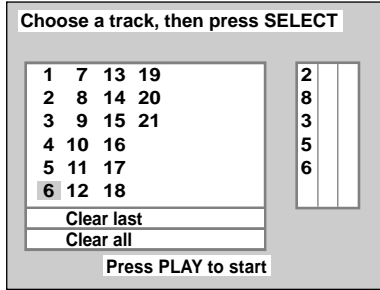 Choose a track, then press SELECT
1 7 13 19 2
2 8 14 20 8
3 9 15 21 3
4 10 16 5
5 11 17 6
6 12 18
Clear last
Clear all
Press PLAY to start